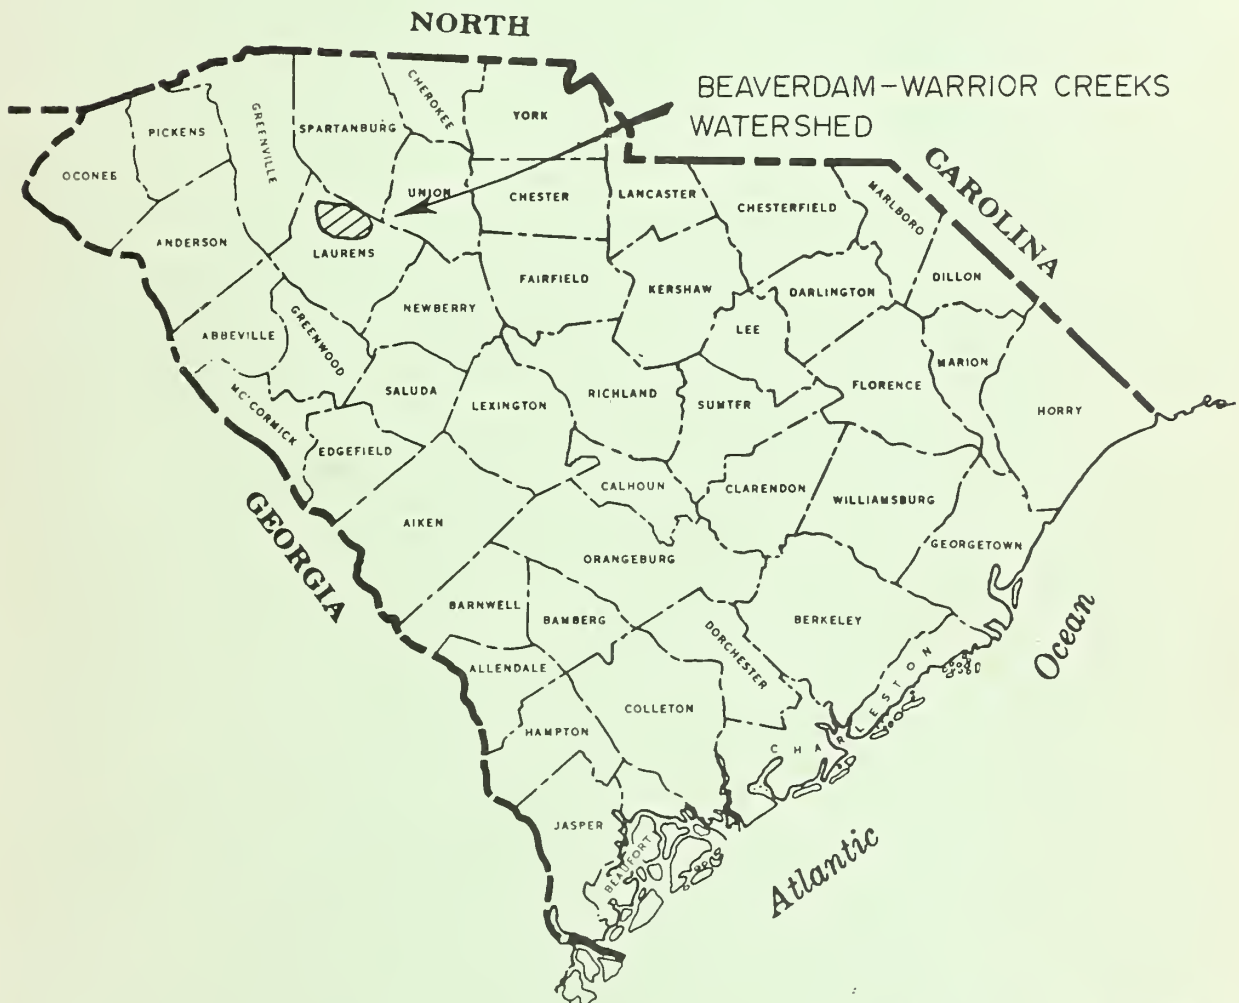 NORTH
BEAVERDAM-WARRIOR CREEKS
WATERSHED
CAROLINA
CHEROKEE
YORK
PICKENS
GREENVILLE
SPARTANBURG
OCONEE
UNION
CHESTER
LANCASTER
CHESTERFIELD
MARLBORO
ANDERSON
LAURENS
DILLON
FAIRFIELD
KERSHAW
DARLINGTON
NEWBERRY
LEE
ABBEVILLE
GREENWOOD
MARION
MC'CORMICK
SALUDA
LEXINGTON
RICHLAND
SUMTER
FLORENCE
HORRY
EDGEFIELD
CALHOUN
CLARENDON
WILLIAMSBURG
GEORGIA
AIKEN
ORANGEBURG
GEORGETOWN
BARNWELL
BAMBERG
DORCHESTER
BERKELEY
Ocean
ALLENDALE
COLLETON
CHARLESTON
HAMPTON
JASPER
BEAUFORT
Atlantic